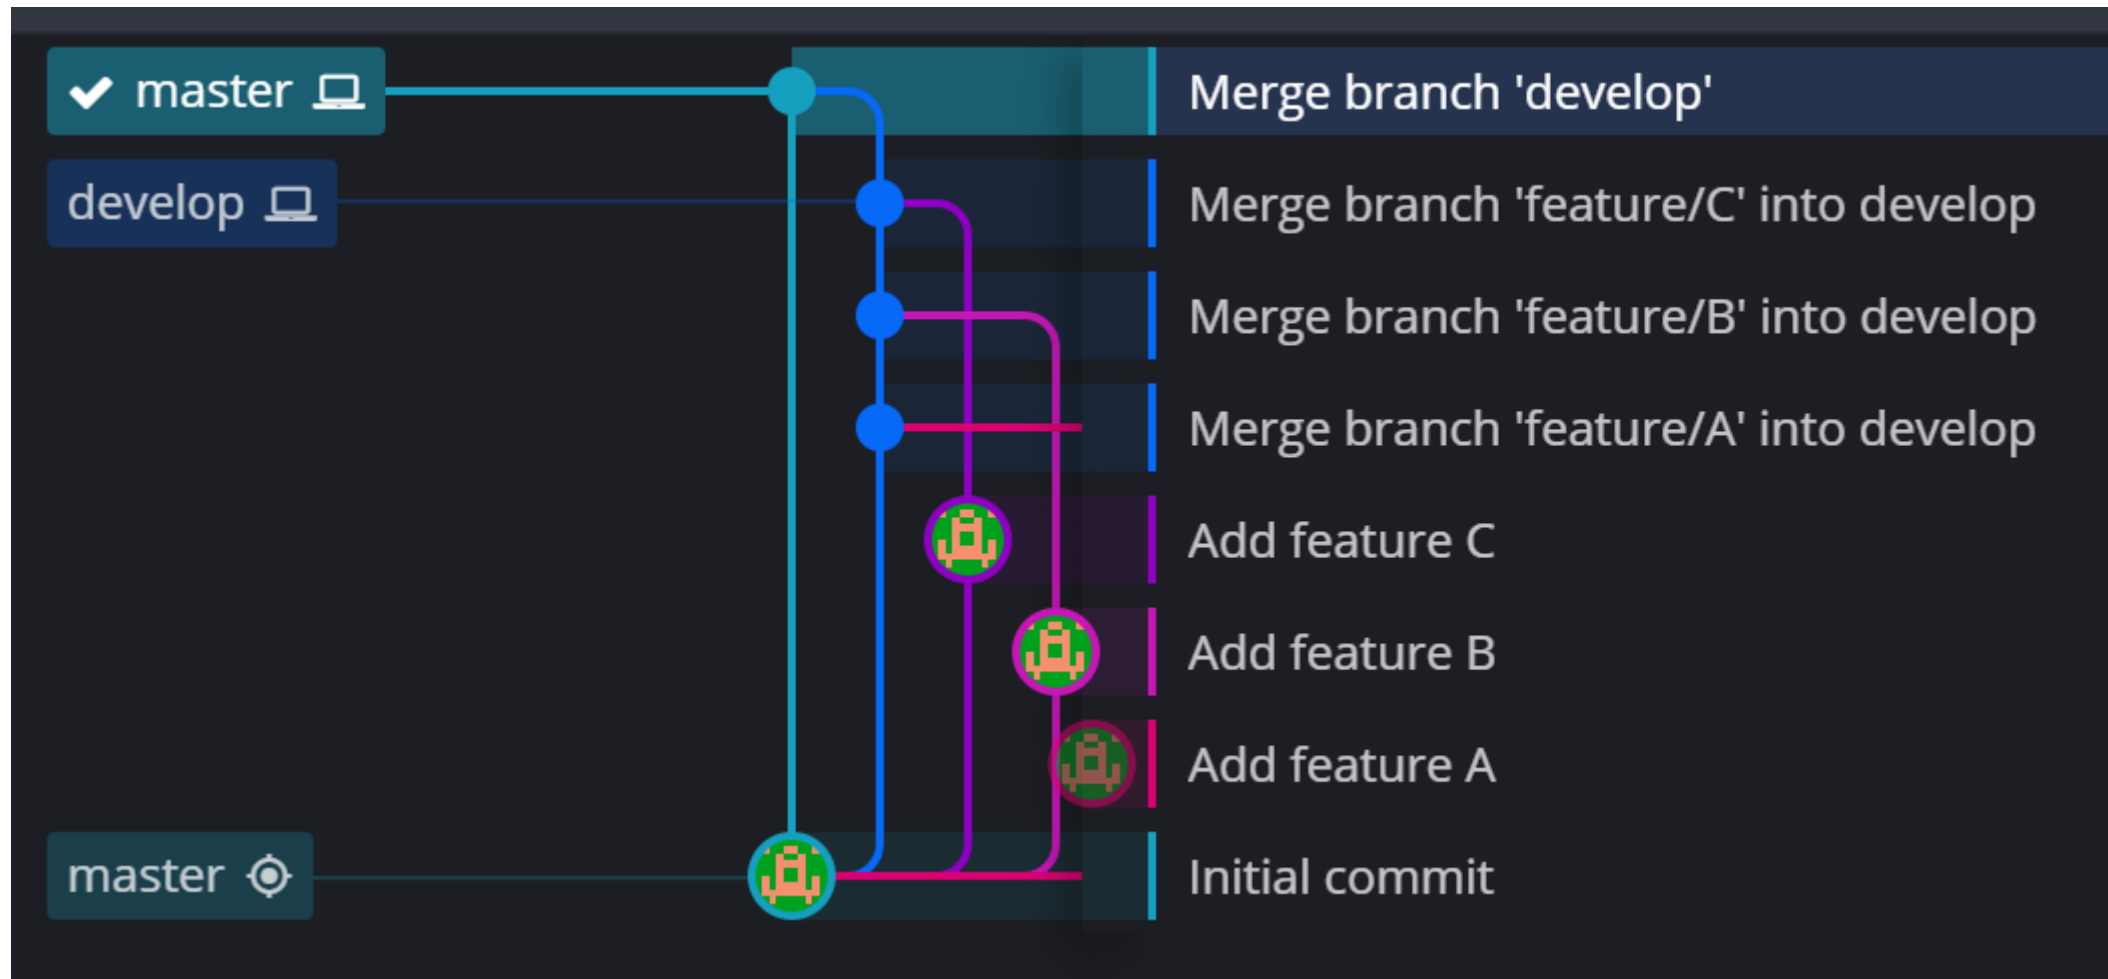 master
Merge branch 'develop'
develop
Merge branch 'feature/C' into develop
Merge branch 'feature/B' into develop
Merge branch 'feature/A' into develop
Add feature C
Add feature B
Add feature A
master
Initial commit